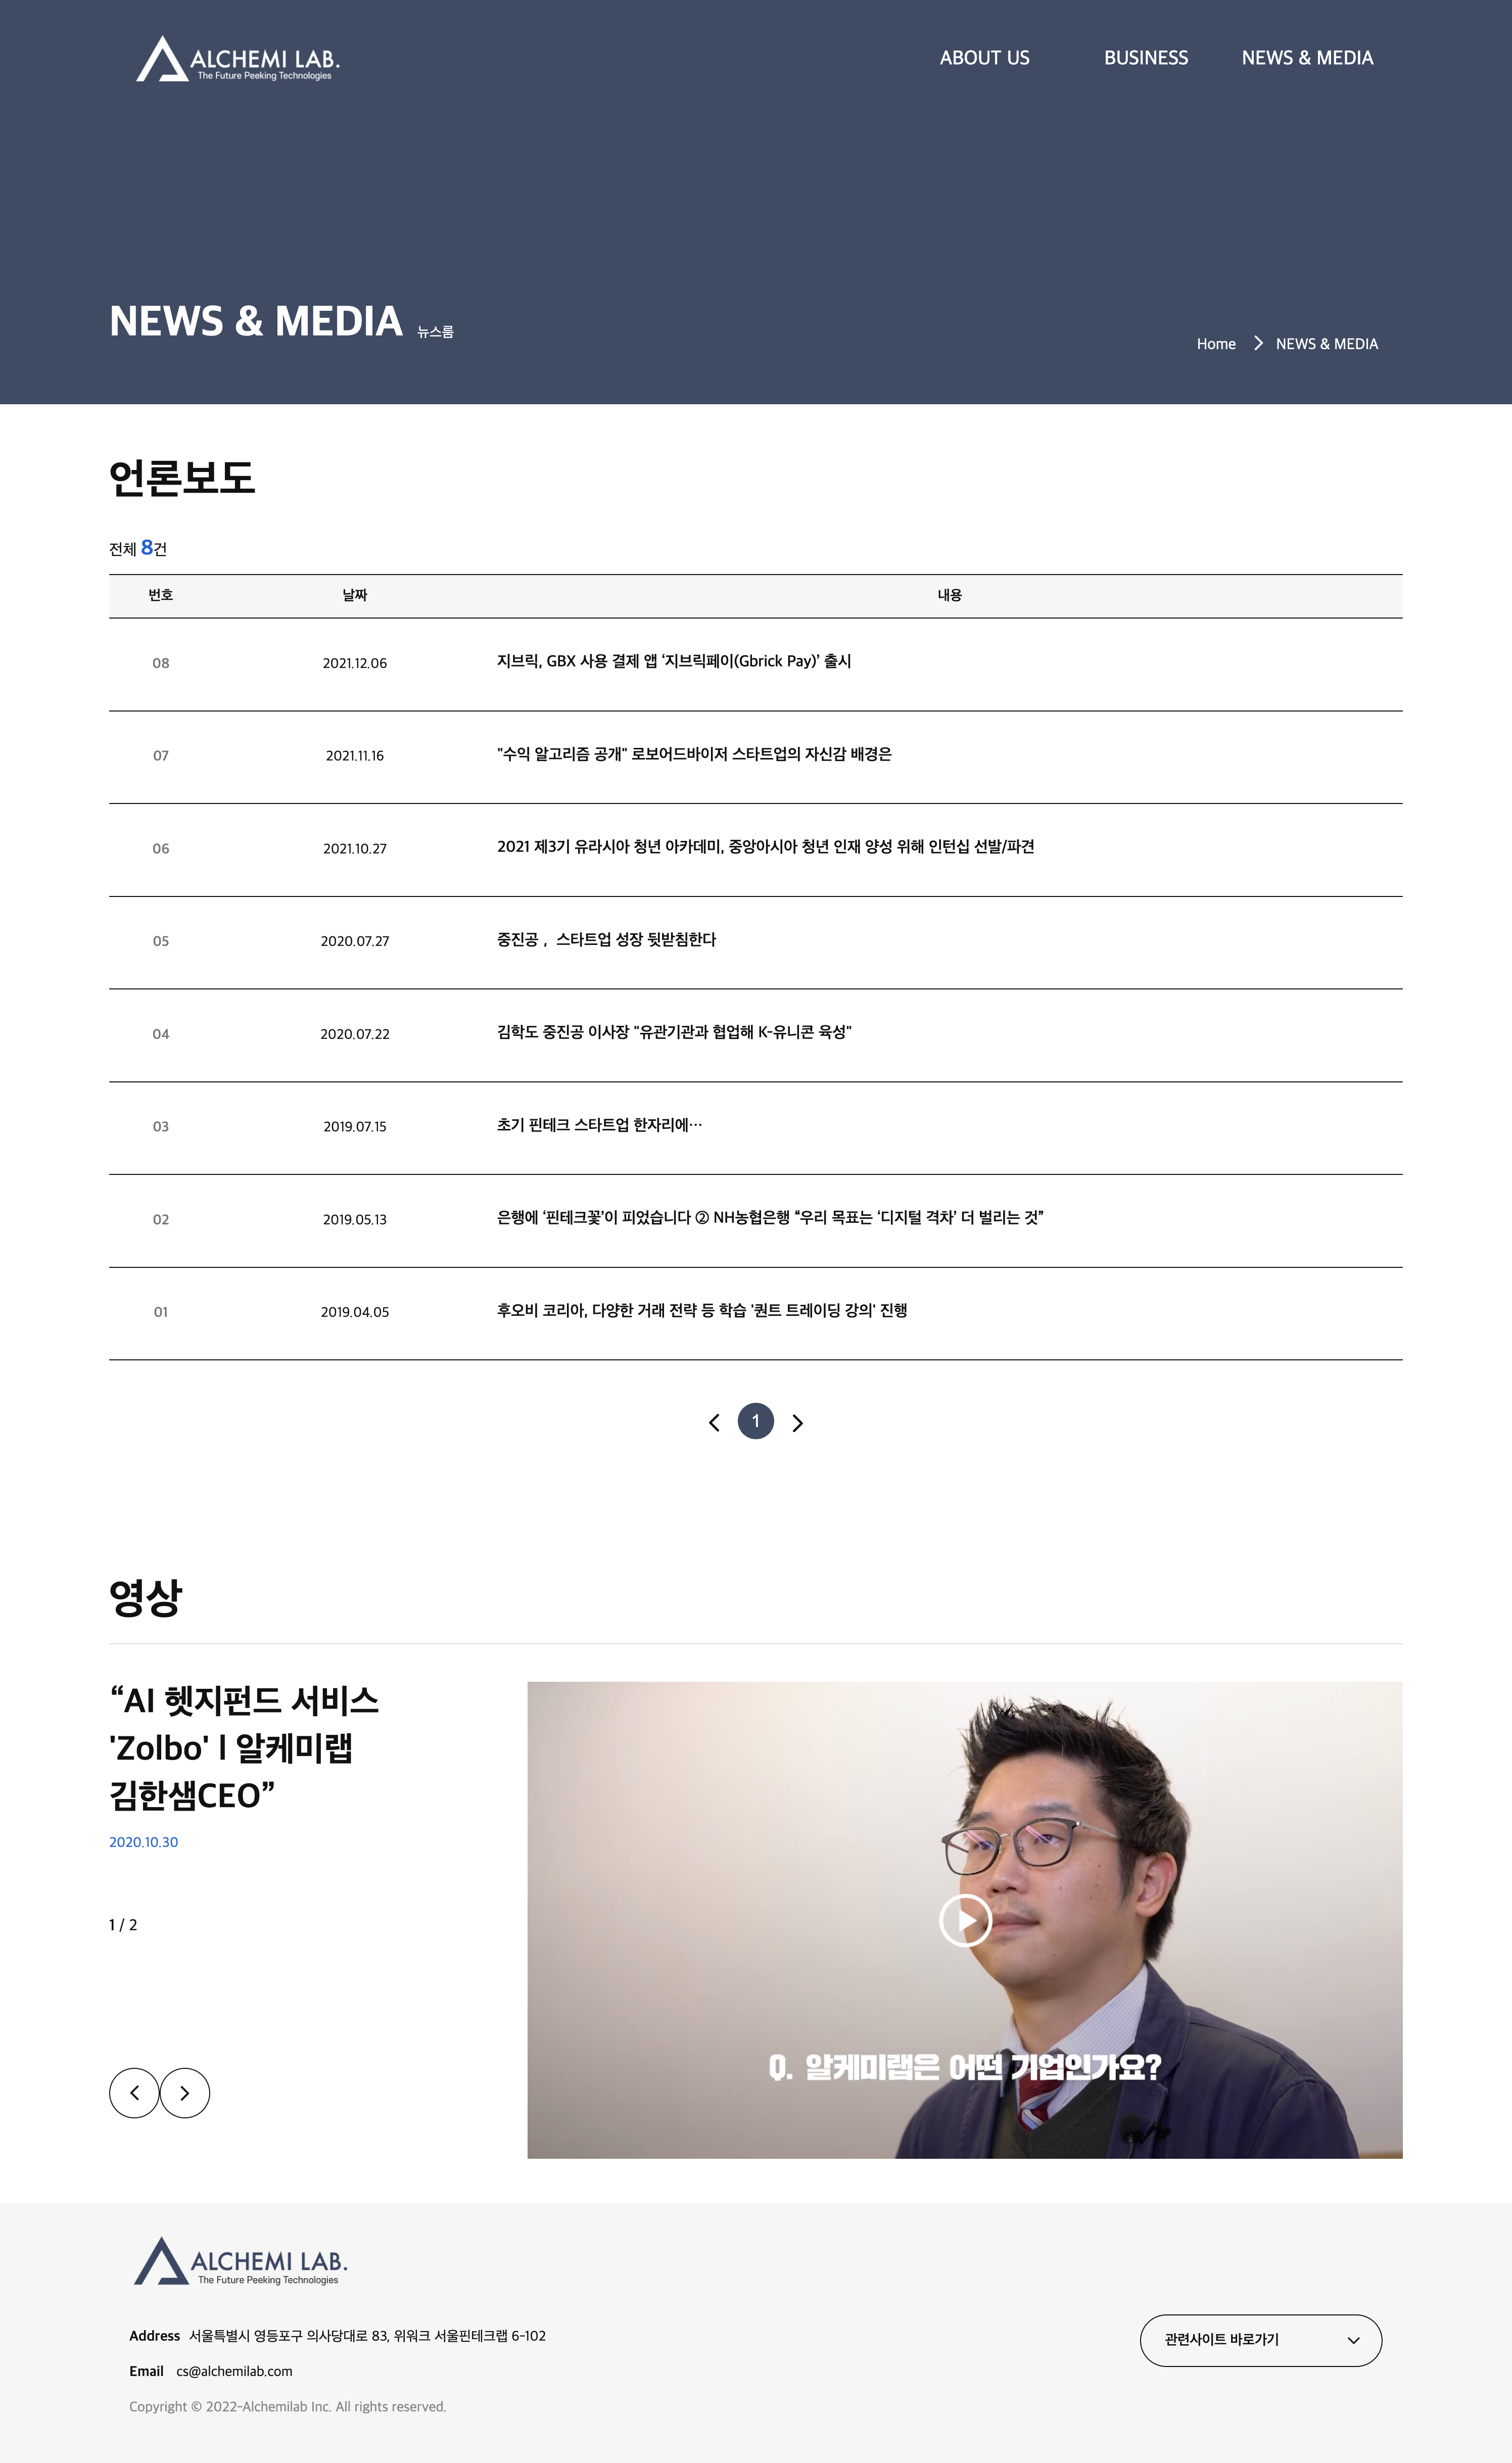 ALCHEMI LAB.
The Future Peeking Technologies
ABOUT US
BUSINESS
NEWS & MEDIA
NEWS & MEDIA 뉴스룸
Home > NEWS & MEDIA
언론보도
전체 8건
번호 날짜 내용
08 2021.12.06 지브릭, GBX 사용 결제 앱 ‘지브릭페이(Gbrick Pay)’ 출시
07 2021.11.16 "수익 알고리즘 공개" 로보어드바이저 스타트업의 자신감 배경은
06 2021.10.27 2021 제3기 유라시아 청년 아카데미, 중앙아시아 청년 인재 양성 위해 인턴십 선발/파견
05 2020.07.27 중진공 , 스타트업 성장 뒷받침한다
04 2020.07.22 김학도 중진공 이사장 "유관기관과 협업해 K-유니콘 육성"
03 2019.07.15 초기 핀테크 스타트업 한자리에…
02 2019.05.13 은행에 ‘핀테크꽃’이 피었습니다 ② NH농협은행 “우리 목표는 ‘디지털 격차’ 더 벌리는 것”
01 2019.04.05 후오비 코리아, 다양한 거래 전략 등 학습 '퀀트 트레이딩 강의' 진행
1
영상
“AI 헷지펀드 서비스
'Zolbo' l 알케미랩
김한샘CEO”
2020.10.30
1 / 2
Q. 알케미랩은 어떤 기업인가요?
ALCHEMI LAB.
The Future Peeking Technologies
Address 서울특별시 영등포구 의사당대로 83, 위워크 서울핀테크랩 6-102
Email cs@alchemilab.com
Copyright © 2022-Alchemilab Inc. All rights reserved.
관련사이트 바로가기